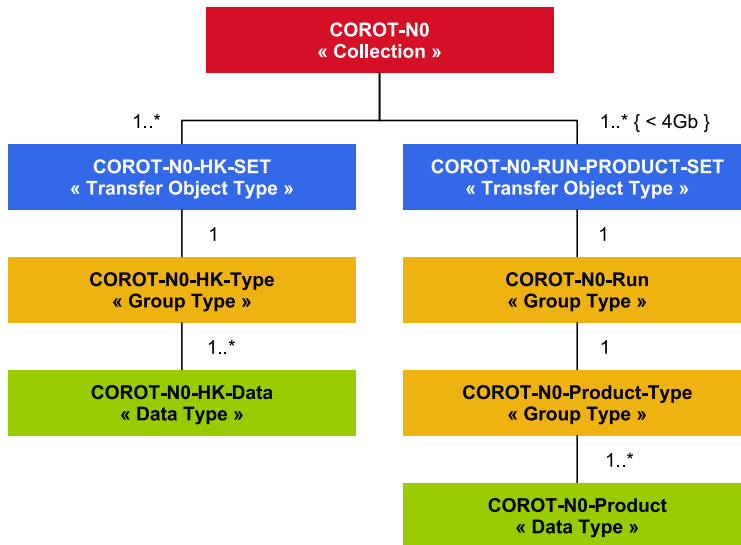 COROT-N0
« Collection »
1..*
1..* { < 4Gb }
COROT-N0-HK-SET
« Transfer Object Type »
COROT-N0-RUN-PRODUCT-SET
« Transfer Object Type »
1
1
COROT-N0-HK-Type
« Group Type »
COROT-N0-Run
« Group Type »
1..*
1
COROT-N0-HK-Data
« Data Type »
COROT-N0-Product-Type
« Group Type »
1..*
COROT-N0-Product
« Data Type »